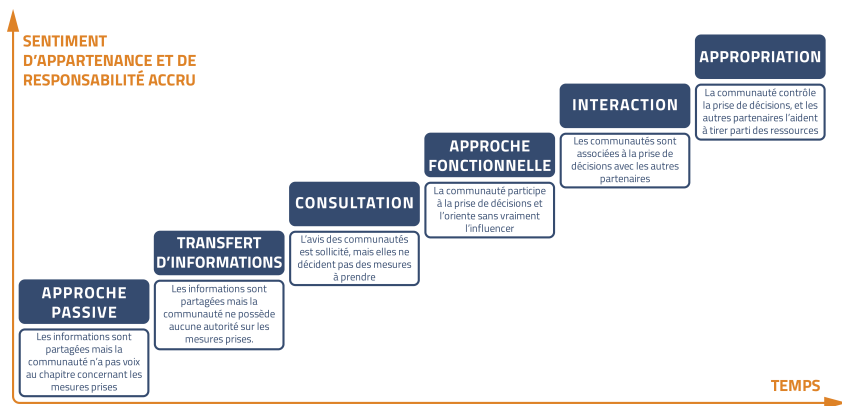 SENTIMENT
D'APPARTENANCE ET DE
RESPONSABILITÉ ACCRU
APPROCHE
PASSIVE
Les informations sont
partagées mais la
communauté n'a pas voix
au chapitre concernant les
mesures prises
TRANSFERT
D'INFORMATIONS
Les informations sont
partagées mais la
communauté ne possède
aucune autorité sur les
mesures prises.
CONSULTATION
L'avis des communautés
est sollicité, mais elles ne
décident pas des mesures
à prendre
APPROCHE
FONCTIONNELLE
La communauté participe
à la prise de décisions et
l'oriente sans vraiment
l'influencer
INTERACTION
Les communautés sont
associées à la prise de
décisions avec les autres
partenaires
APPROPRIATION
La communauté contrôle
la prise de décisions, et les
autres partenaires l'aident
à tirer parti des ressources
TEMPS